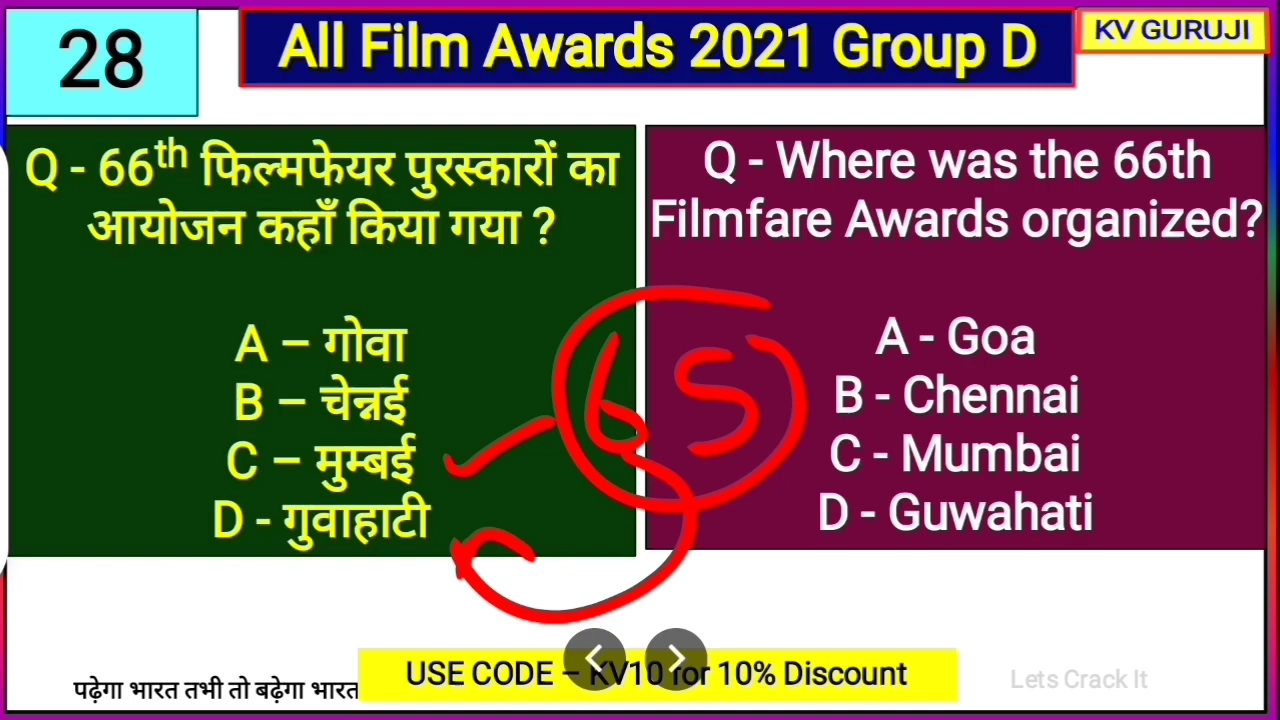 28
All Film Awards 2021 Group D
KV GURUJI
Q - 66th फिल्मफेयर पुरस्कारों का
आयोजन कहाँ किया गया ?
A – गोवा
B – चेन्नई
C – मुम्बई
D - गुवाहाटी
Q - Where was the 66th
Filmfare Awards organized?
A - Goa
B - Chennai
C - Mumbai
D - Guwahati
65
USE CODE – KV10 for 10% Discount
पढ़ेगा भारत तभी तो बढ़ेगा भारत
Lets Crack It